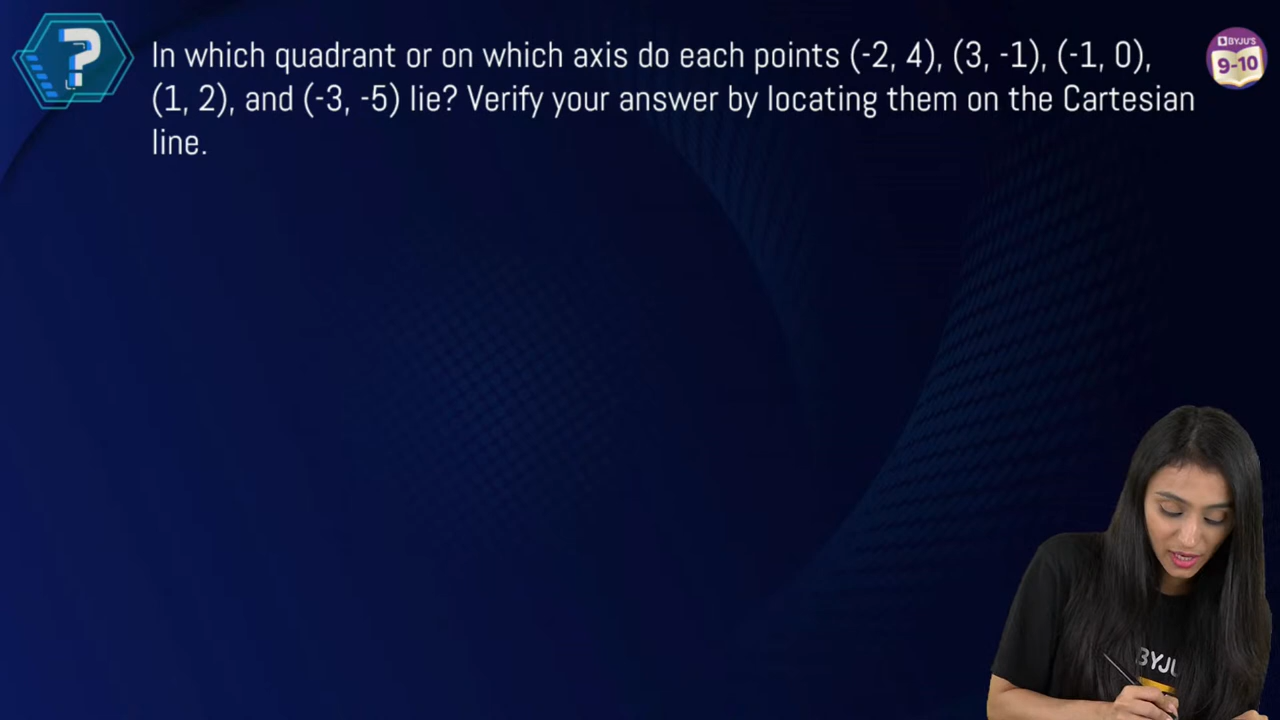 ?
In which quadrant or on which axis do each points (-2, 4), (3, -1), (-1, 0),
(1, 2), and (-3, -5) lie? Verify your answer by locating them on the Cartesian
line.
BYJU'S
9-10
BYJU